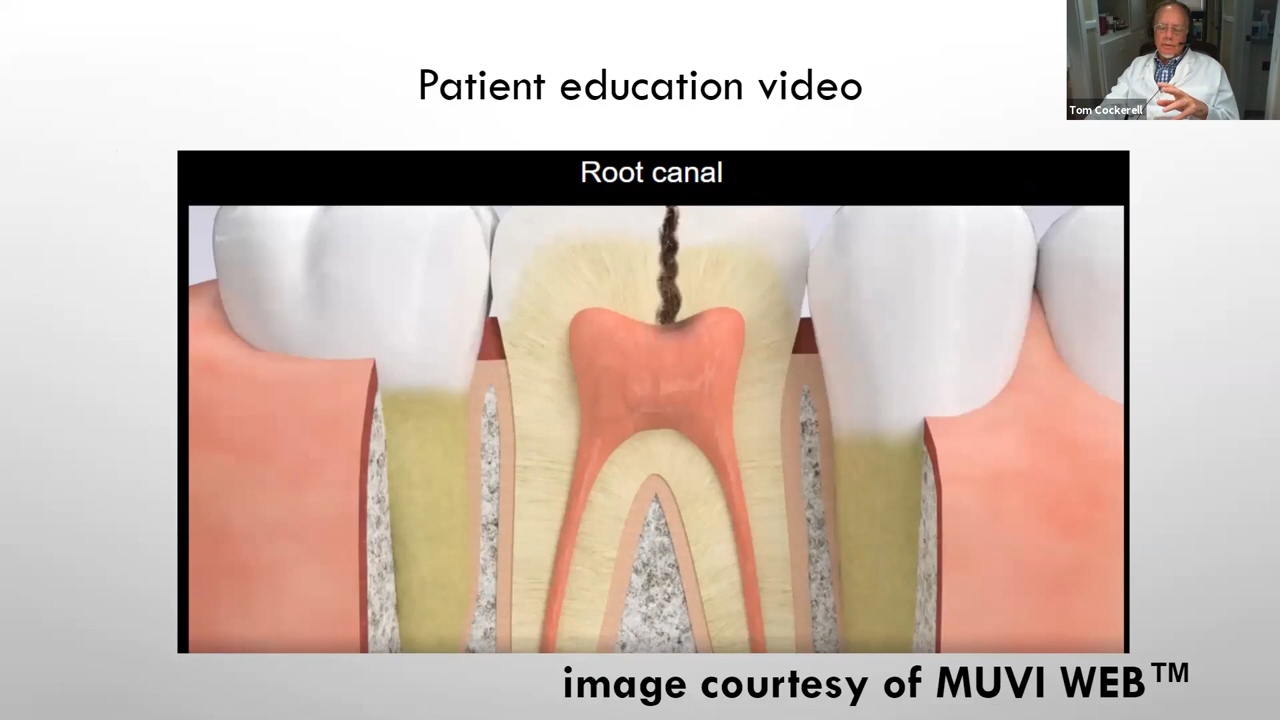 Patient education video
Tom Cockerell
Root canal
image courtesy of MUVI WEB™